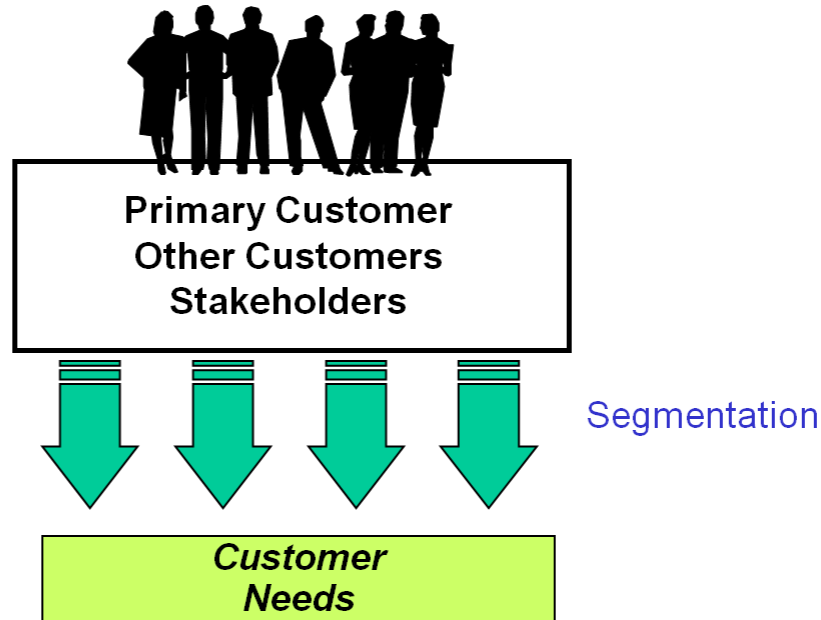 Primary Customer
Other Customers
Stakeholders
Segmentation
Customer
Needs